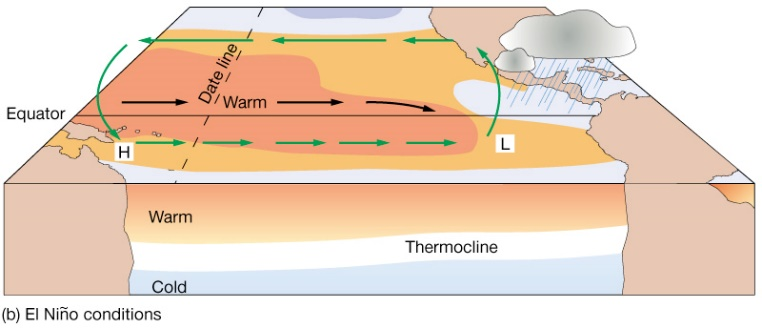 Date line
Warm
Equator
H
L
Warm
Thermocline
Cold
(b) El Niño conditions